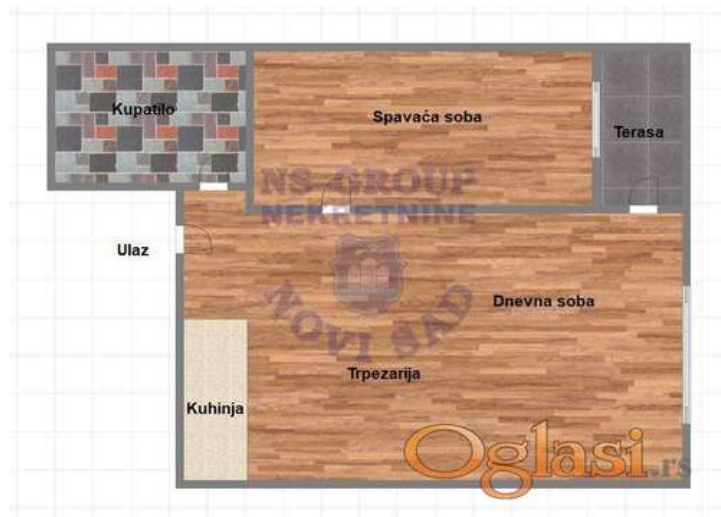 Kupatilo
Spavaća soba
Terasa
NS-GROUP
NEKRETNINE
Ulaz
Dnevna soba
NOVI SAD
Trpezarija
Kuhinja
Oglasi.rs